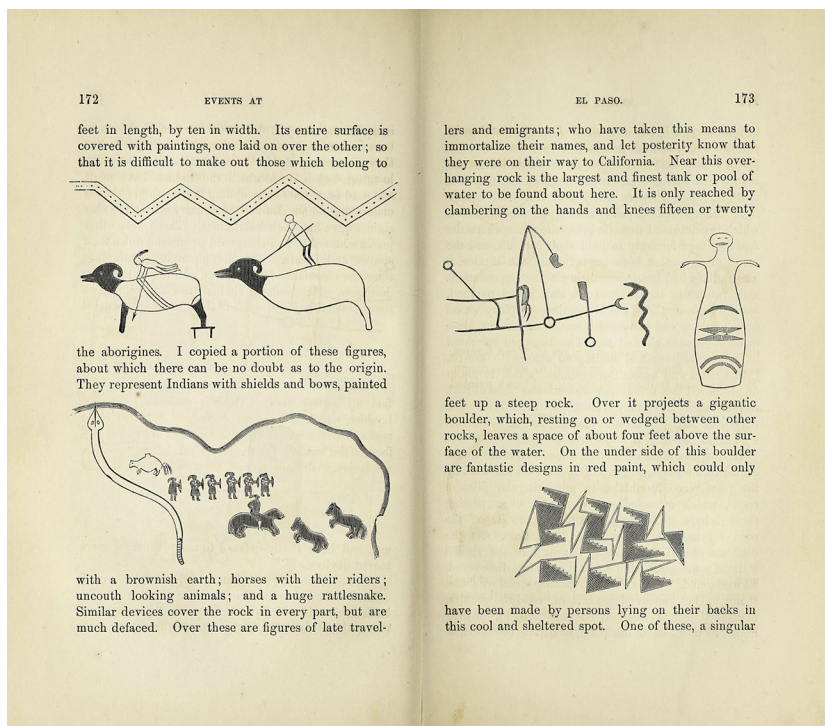 172
EVENTS AT
feet in length, by ten in width. Its entire surface is
covered with paintings, one laid on over the other; so
that it is difficult to make out those which belong to
the aborigines. I copied a portion of these figures,
about which there can be no doubt as to the origin.
They represent Indians with shields and bows, painted
with a brownish earth; horses with their riders;
uncouth looking animals; and a huge rattlesnake.
Similar devices cover the rock in every part, but are
much defaced. Over these are figures of late travel-
EL PASO.
173
lers and emigrants; who have taken this means to
immortalize their names, and let posterity know that
they were on their way to California. Near this over-
hanging rock is the largest and finest tank or pool of
water to be found about here. It is only reached by
clambering on the hands and knees fifteen or twenty
feet up a steep rock. Over it projects a gigantic
boulder, which, resting on or wedged between other
rocks, leaves a space of about four feet above the sur-
face of the water. On the under side of this boulder
are fantastic designs in red paint, which could only
have been made by persons lying on their backs in
this cool and sheltered spot. One of these, a singular